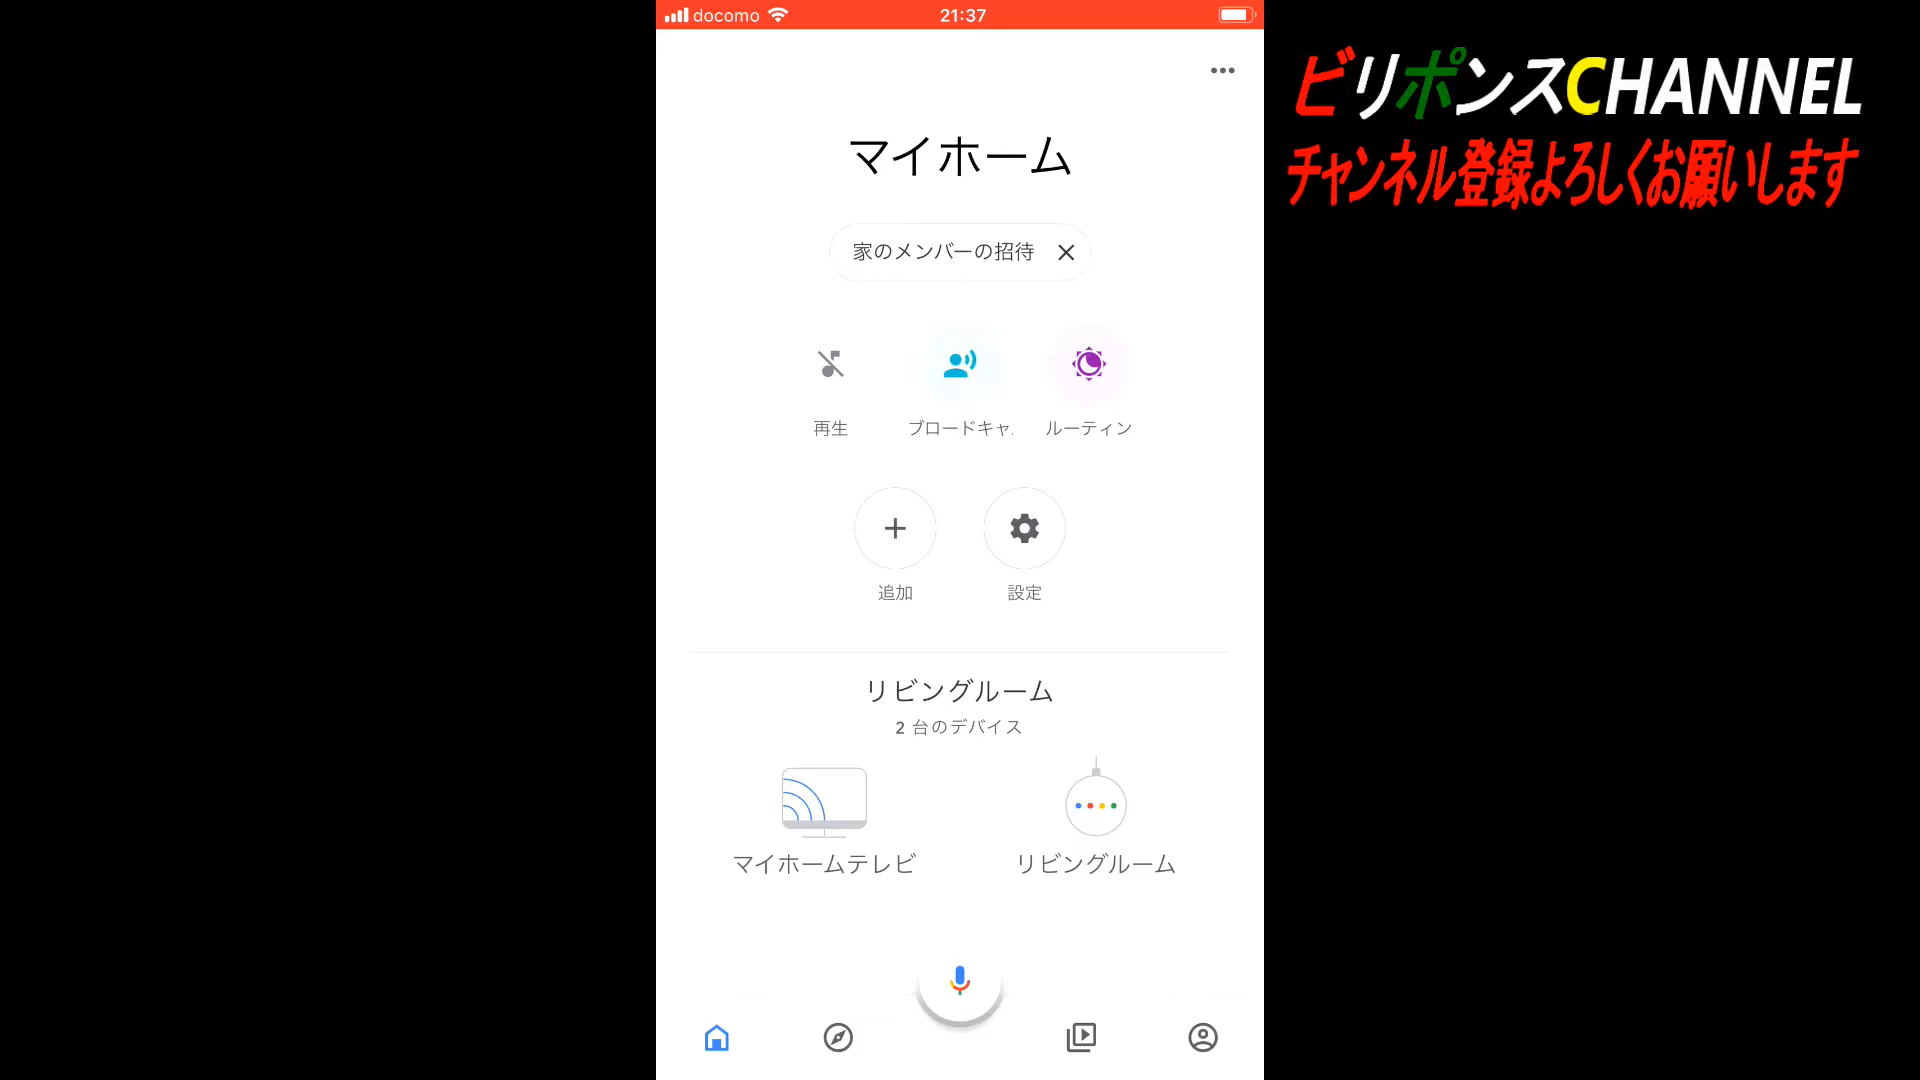 docomo
21:37
ビリポンスCHANNEL
チャンネル登録よろしくお願いします
マイホーム
家のメンバーの招待
再生
ブロードキャ.
ルーティン
追加
設定
リビングルーム
2 台のデバイス
マイホームテレビ
リビングルーム